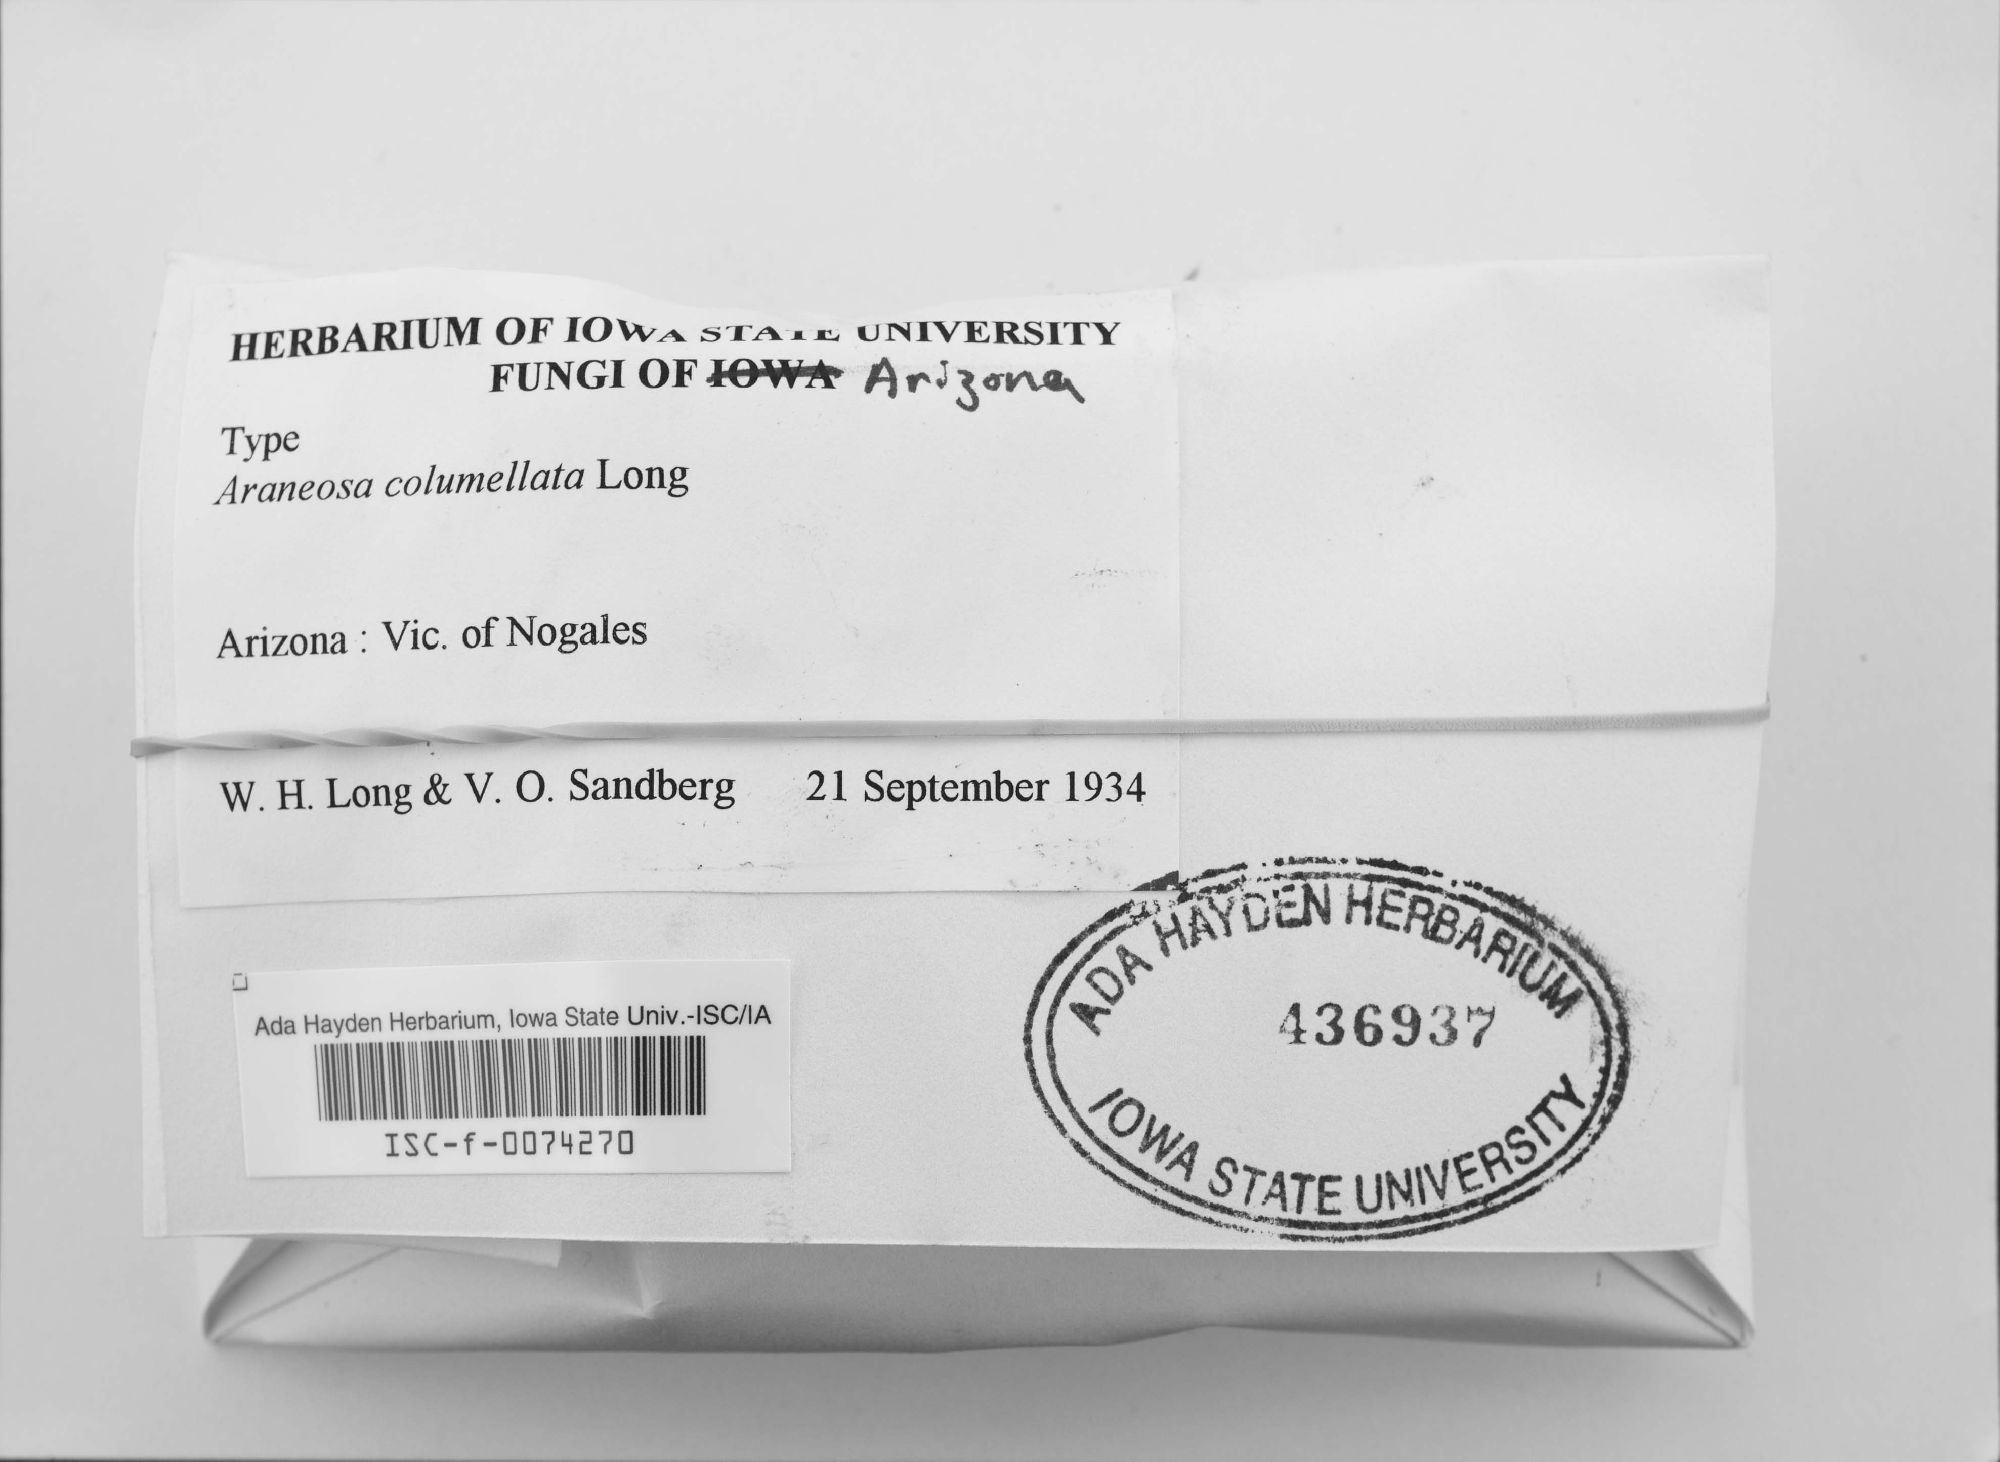 HERBARIUM OF IOWA STATE UNIVERSITY
FUNGI OF IOWA Arizona
Type
Araneosa columellata Long
Arizona : Vic. of Nogales
W. H. Long & V. O. Sandberg 21 September 1934
ADA HAYDEN HERBARIUM
436937
IOWA STATE UNIVERSITY
Ada Hayden Herbarium, Iowa State Univ.-ISC/IA
ISC-f-0074270